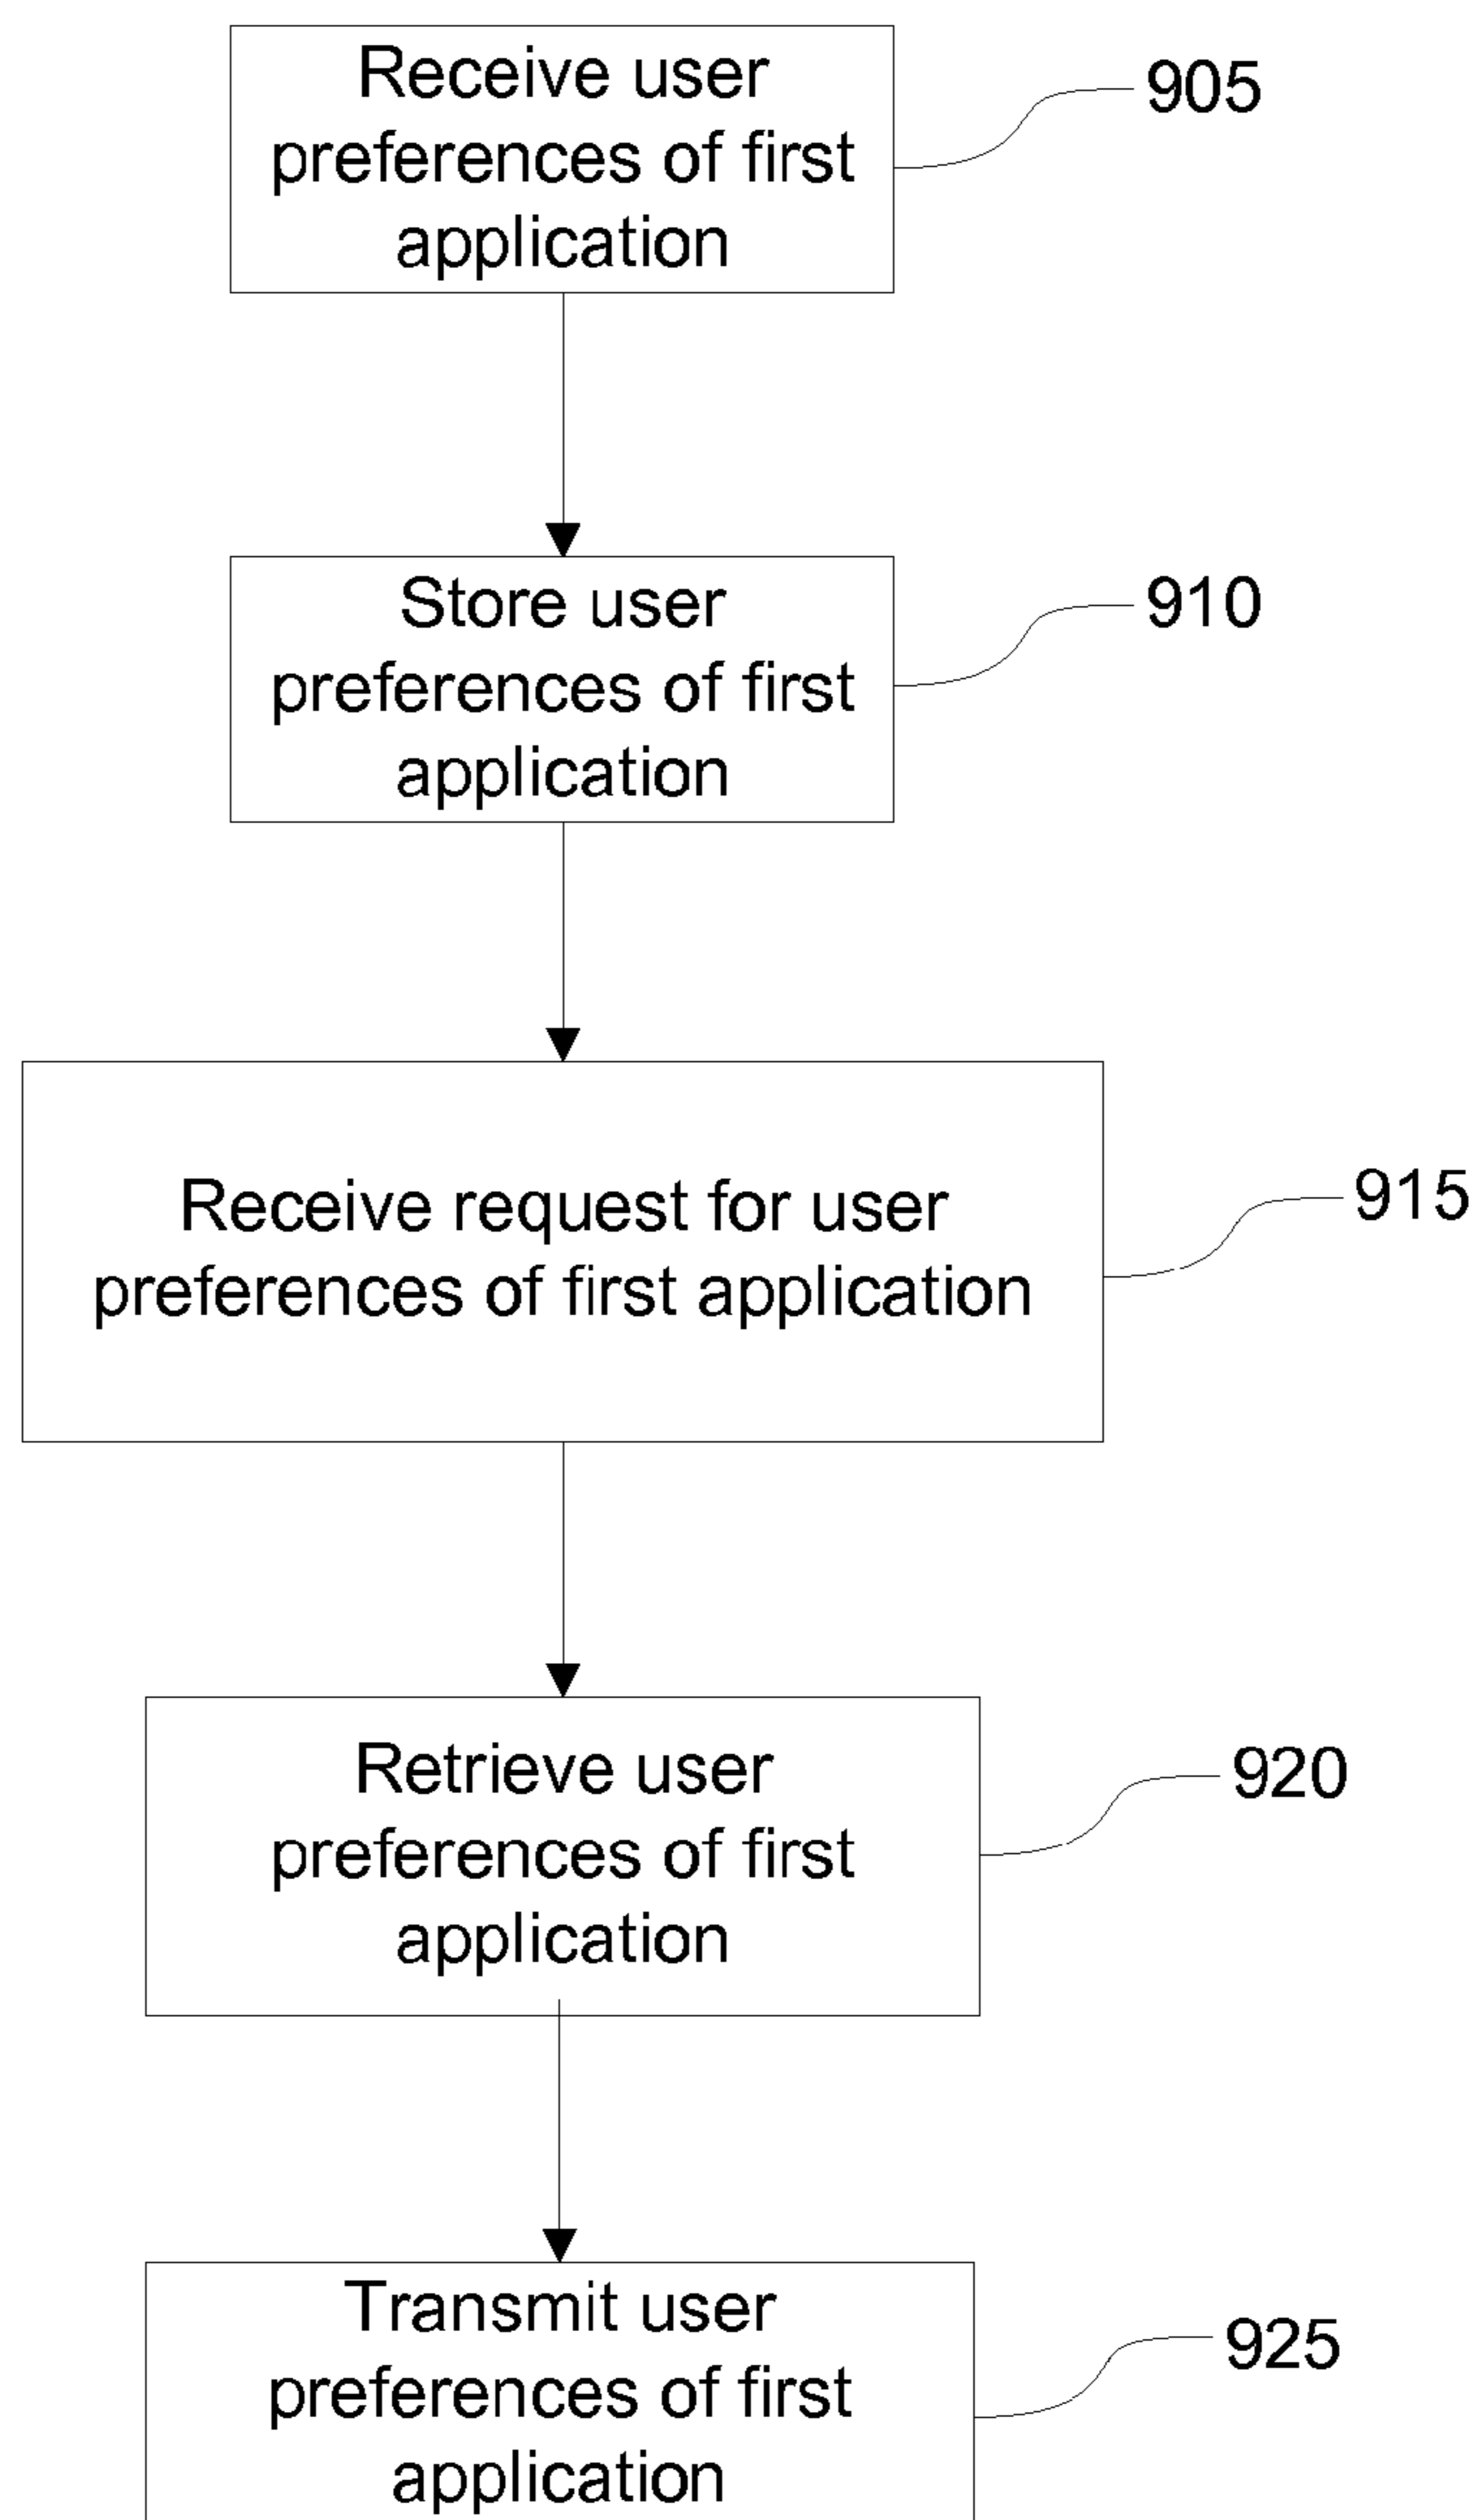 Receive user
preferences of first
application
905
Store user
preferences of first
application
910
Receive request for user
preferences of first application
915
Retrieve user
preferences of first
application
920
Transmit user
preferences of first
application
925